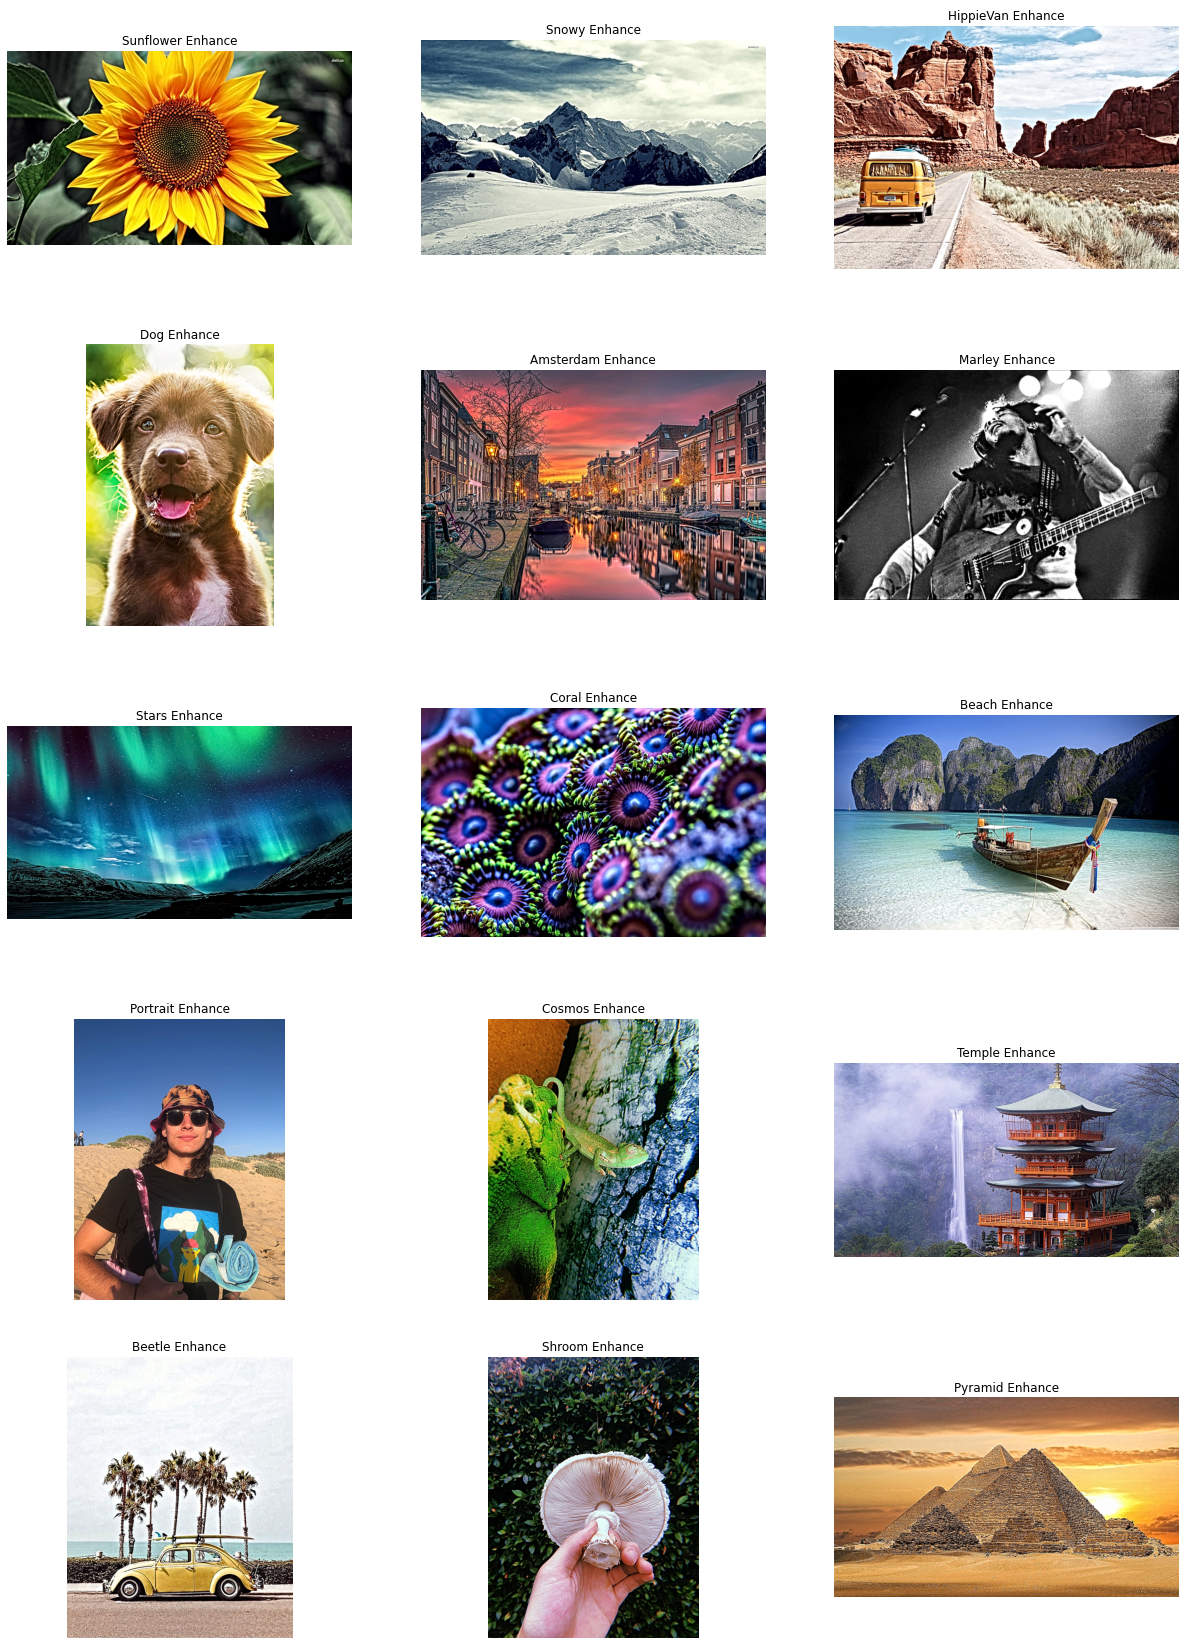 Sunflower Enhance
Snowy Enhance
HippieVan Enhance
Dog Enhance
Amsterdam Enhance
Marley Enhance
Stars Enhance
Coral Enhance
Beach Enhance
Portrait Enhance
Cosmos Enhance
Temple Enhance
Beetle Enhance
Shroom Enhance
Pyramid Enhance